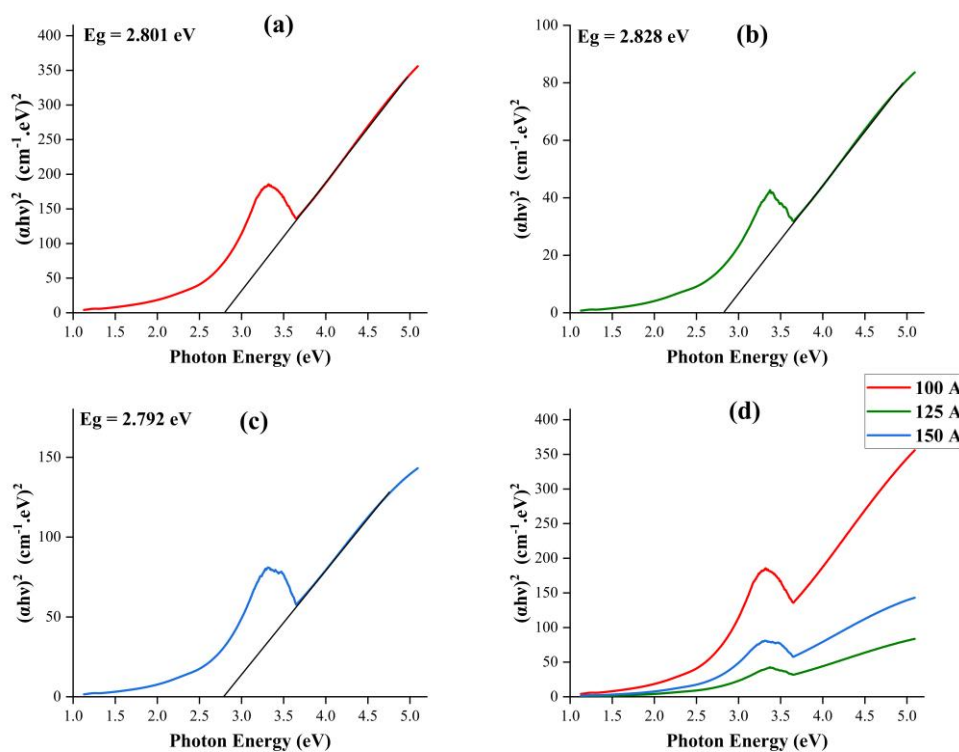 Eg = 2.801 eV
(a)
(αhν)² (cm⁻¹.eV)²
400
350
300
250
200
150
100
50
0
1.0 1.5 2.0 2.5 3.0 3.5 4.0 4.5 5.0
Photon Energy (eV)
Eg = 2.828 eV
(b)
(αhν)² (cm⁻¹.eV)²
100
80
60
40
20
0
1.0 1.5 2.0 2.5 3.0 3.5 4.0 4.5 5.0
Photon Energy (eV)
Eg = 2.792 eV
(c)
(αhν)² (cm⁻¹.eV)²
150
100
50
0
1.0 1.5 2.0 2.5 3.0 3.5 4.0 4.5 5.0
Photon Energy (eV)
(d)
100 A
125 A
150 A
(αhν)² (cm⁻¹.eV)²
400
350
300
250
200
150
100
50
0
1.0 1.5 2.0 2.5 3.0 3.5 4.0 4.5 5.0
Photon Energy (eV)